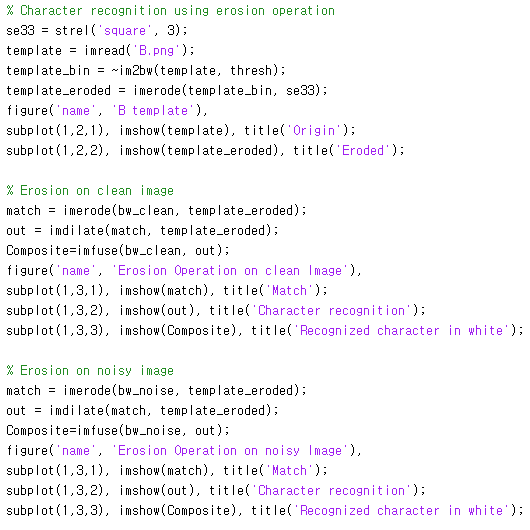 % Character recognition using erosion operation
se33 = strel('square', 3);
template = imread('B.png');
template_bin = ~im2bw(template, thresh);
template_eroded = imerode(template_bin, se33);
figure('name', 'B template'),
subplot(1,2,1), imshow(template), title('Origin');
subplot(1,2,2), imshow(template_eroded), title('Eroded');

% Erosion on clean image
match = imerode(bw_clean, template_eroded);
out = imdilate(match, template_eroded);
Composite=imfuse(bw_clean, out);
figure('name', 'Erosion Operation on clean Image'),
subplot(1,3,1), imshow(match), title('Match');
subplot(1,3,2), imshow(out), title('Character recognition');
subplot(1,3,3), imshow(Composite), title('Recognized character in white');

% Erosion on noisy image
match = imerode(bw_noise, template_eroded);
out = imdilate(match, template_eroded);
Composite=imfuse(bw_noise, out);
figure('name', 'Erosion Operation on noisy Image'),
subplot(1,3,1), imshow(match), title('Match');
subplot(1,3,2), imshow(out), title('Character recognition');
subplot(1,3,3), imshow(Composite), title('Recognized character in white');